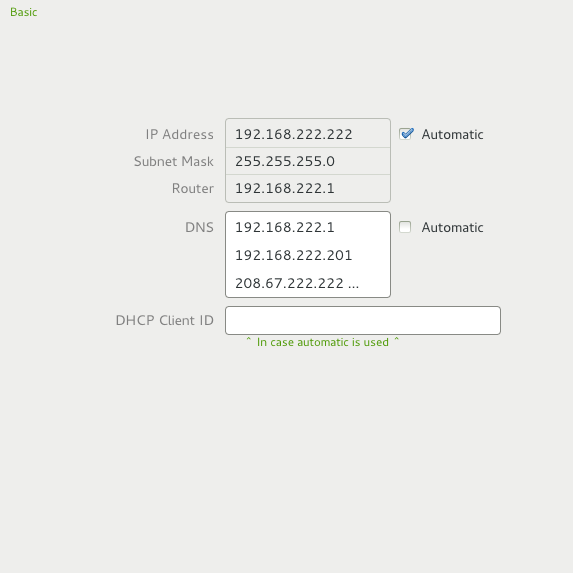 Basic
IP Address 192.168.222.222 Automatic
Subnet Mask 255.255.255.0
Router 192.168.222.1
DNS 192.168.222.1 Automatic
192.168.222.201
208.67.222.222 ...
DHCP Client ID
^ In case automatic is used ^